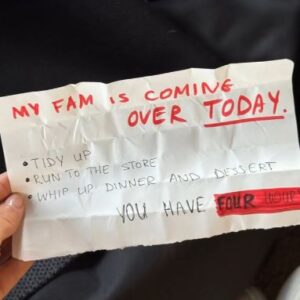 MY FAM IS COMING
OVER TODAY.
• TIDY UP
• RUN TO THE STORE
• WHIP UP DINNER AND DESSERT
YOU HAVE FOUR